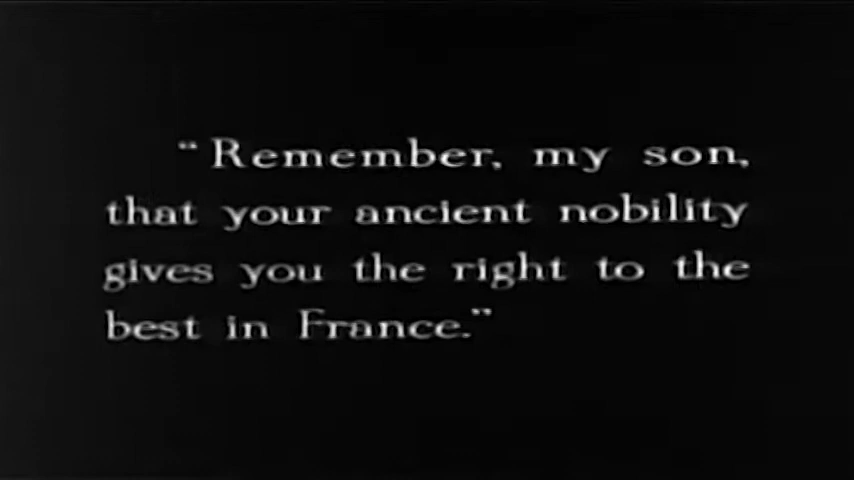 “Remember, my son,
that your ancient nobility
gives you the right to the
best in France.”